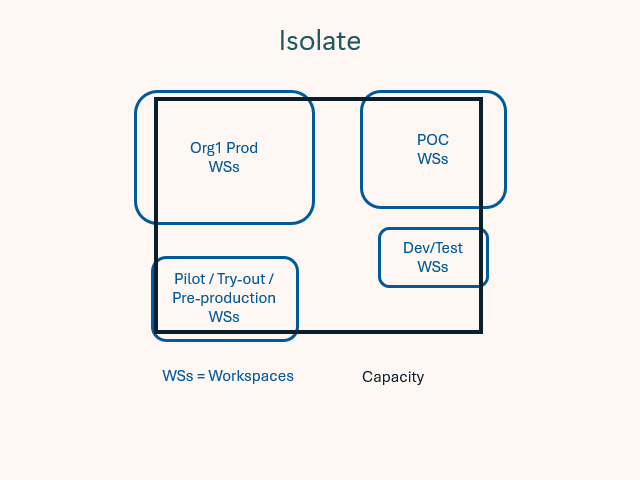 Isolate
Org1 Prod
WSs
POC
WSs
Dev/Test
WSs
Pilot / Try-out /
Pre-production
WSs
WSs = Workspaces
Capacity